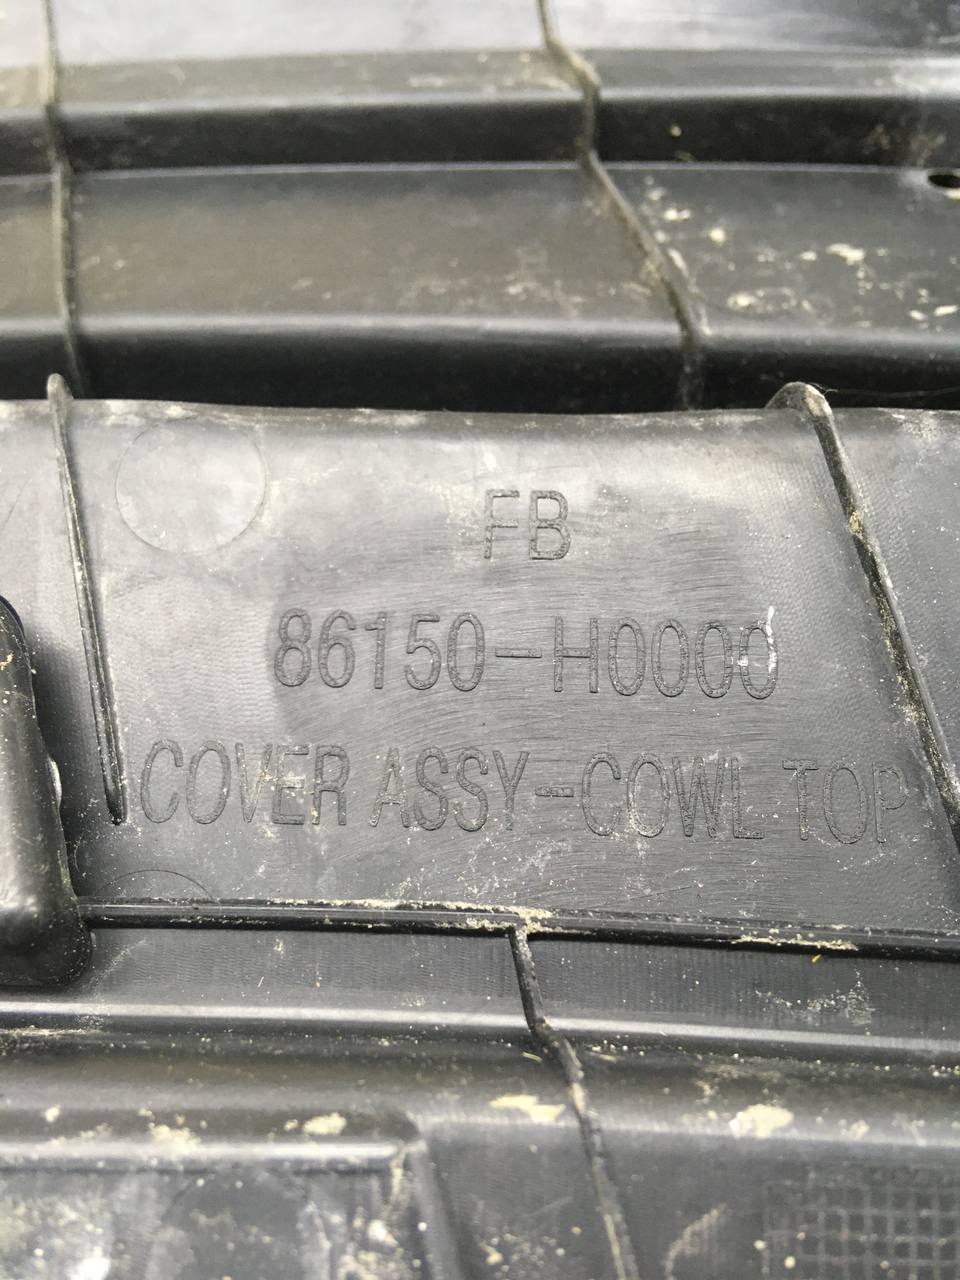 FB
86150-H0000
COVER ASSY-COWL TOP